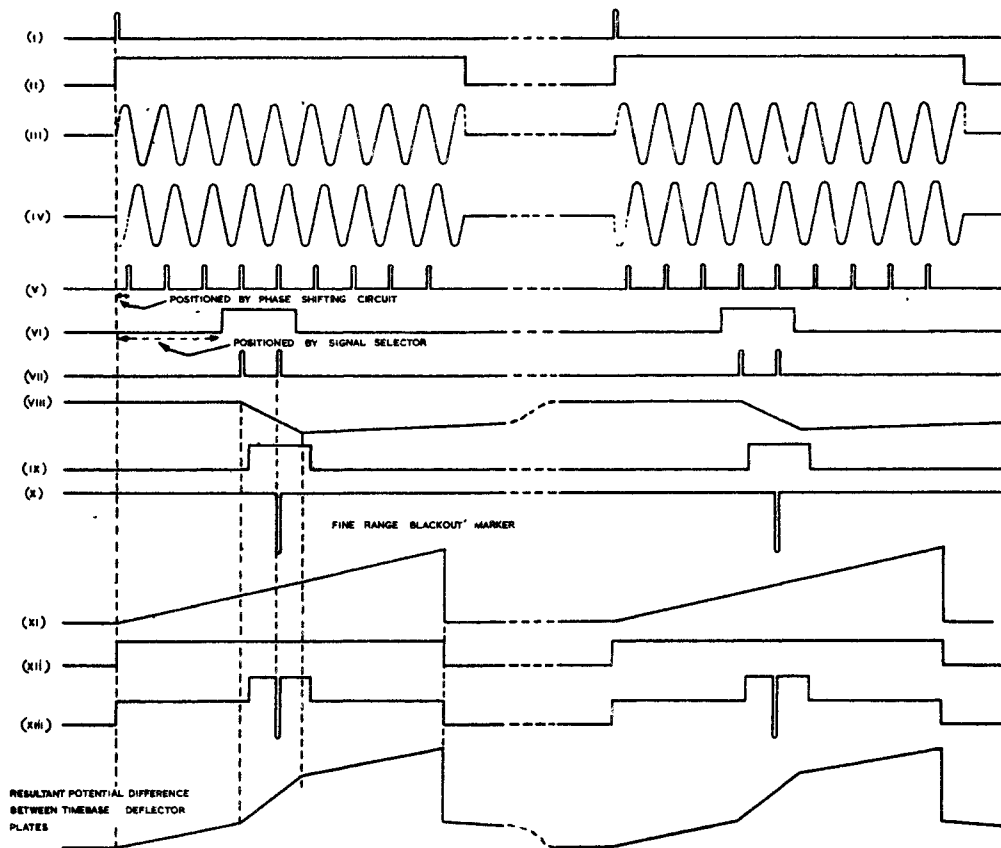 (I)
(II)
(III)
(IV)
(V)
POSITIONED BY PHASE SHIFTING CIRCUIT
(VI)
POSITIONED BY SIGNAL SELECTOR
(VII)
(VIII)
(IX)
(X)
FINE RANGE BLACKOUT' MARKER
(XI)
(XII)
(XIII)
RESULTANT POTENTIAL DIFFERENCE
BETWEEN TIMEBASE DEFLECTOR
PLATES